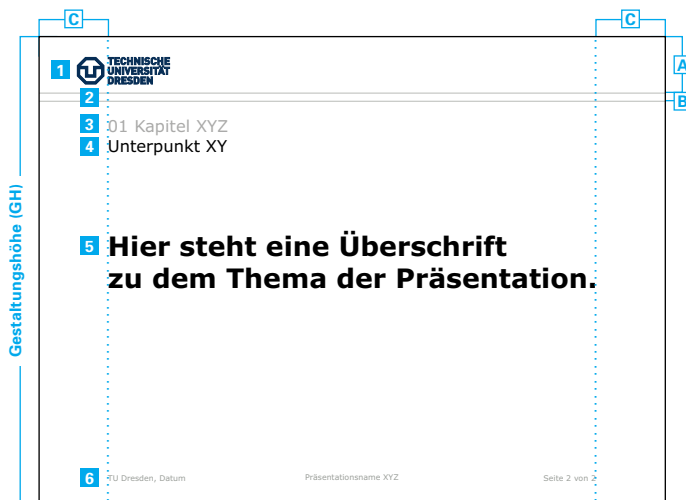 C
C
1
TECHNISCHE
UNIVERSITÄT
DRESDEN
A
2
B
3 01 Kapitel XYZ
4 Unterpunkt XY
Gestaltungshöhe (GH)
5 Hier steht eine Überschrift
zu dem Thema der Präsentation.
6 TU Dresden, Datum Präsentationsname XYZ Seite 2 von 2